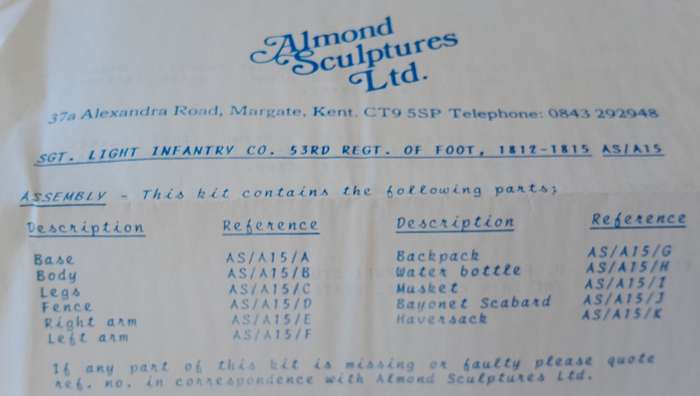 Almond
Sculptures
Ltd.
37a Alexandra Road, Margate, Kent. CT9 5SP Telephone: 0843 292948
SGT. LIGHT INFANTRY CO. 53RD REGT. OF FOOT, 1812-1815 AS/A15
ASSEMBLY - This kit contains the following parts;
Description Reference Description Reference
Base AS/A15/A Backpack AS/A15/G
Body AS/A15/B Water bottle AS/A15/H
Legs AS/A15/C Musket AS/A15/I
Fence AS/A15/D Bayonet Scabard AS/A15/J
Right arm AS/A15/E Haversack AS/A15/K
Left arm AS/A15/F
If any part of this kit is missing or faulty please quote
ref. no. in correspondence with Almond Sculptures Ltd.